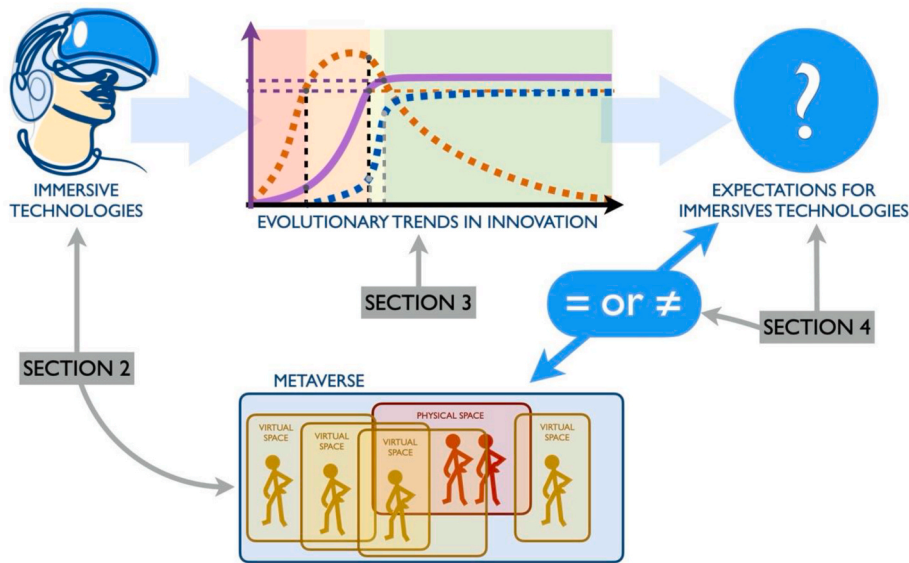 ?
IMMERSIVE
TECHNOLOGIES
EVOLUTIONARY TRENDS IN INNOVATION
EXPECTATIONS FOR
IMMERSIVES TECHNOLOGIES
SECTION 3
= or ≠
SECTION 4
SECTION 2
METAVERSE
PHYSICAL SPACE
VIRTUAL
SPACE
VIRTUAL
SPACE
VIRTUAL
SPACE
VIRTUAL
SPACE